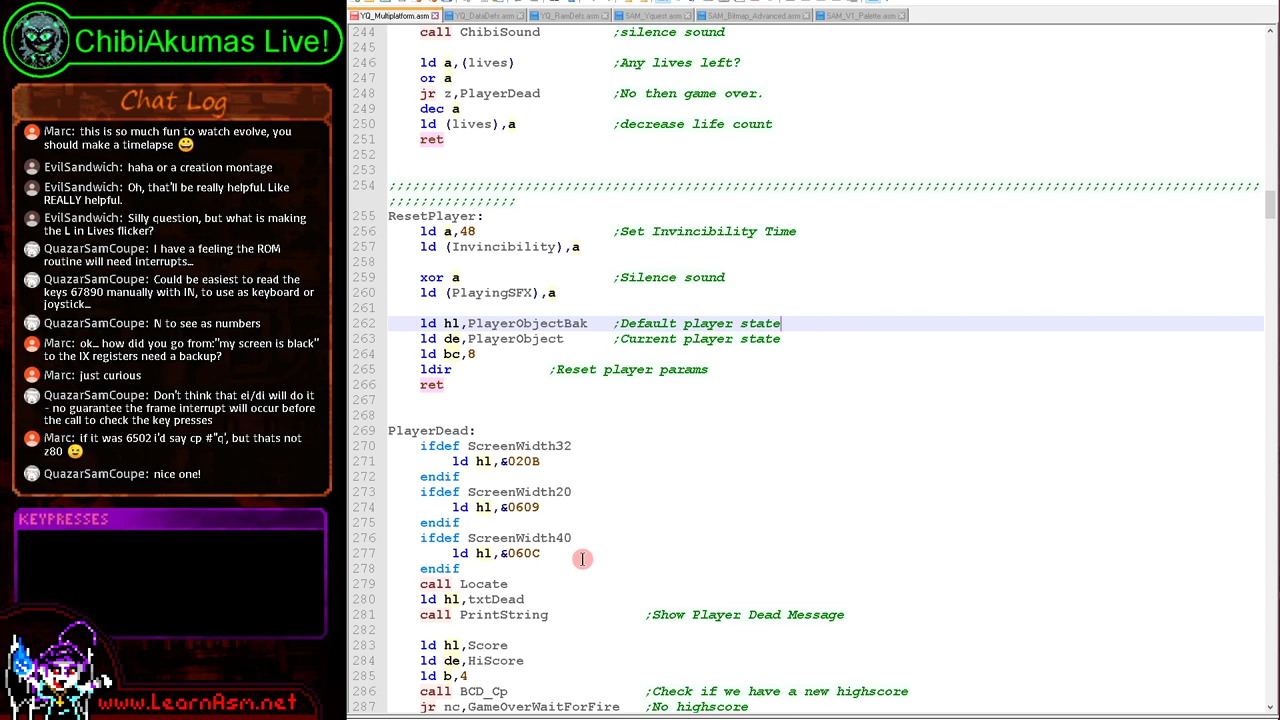 ChibiAkumas Live!
Chat Log
Marc: this is so much fun to watch evolve, you
should make a timelapse 😀
EvilSandwich: haha or a creation montage
EvilSandwich: Oh, that'll be really helpful. Like
REALLY helpful.
EvilSandwich: Silly question, but what is making
the L in Lives flicker?
QuazarSamCoupe: I have a feeling the ROM
routine will need interrupts...
QuazarSamCoupe: Could be easiest to read the
keys 67890 manually with IN, to use as keyboard or
joystick...
QuazarSamCoupe: N to see as numbers
Marc: ok... how did you go from:"my screen is black"
to the IX registers need a backup?
Marc: just curious
QuazarSamCoupe: Don't think that ei/di will do it
- no guarantee the frame interrupt will occur before
the call to check the key presses
Marc: if it was 6502 i'd say cp #"q', but thats not
z80 😉
QuazarSamCoupe: nice one!
KEYPRESSES
www.LearnAsm.net
YQ_Multiplatform.asm YQ_DataDefs.asm YQ_RamDefs.asm SAM_Yquest.asm SAM_Bitmap_Advanced.asm SAM_V1_Palette.asm
244 call ChibiSound ;silence sound
245
246 ld a,(lives) ;Any lives left?
247 or a
248 jr z,PlayerDead ;No then game over.
249 dec a
250 ld (lives),a ;decrease life count
251 ret
252
253
254 ;;;;;;;;;;;;;;;;;;;;;;;;;;;;;;;;;;;;;;;;;;;;;;;;;;;;;;;;;;;;;;;;;;;;;;;;;;;;;;;;;;;;;;;;;;;;;;;;;;;;;;;;;;;;;
;;;;;;;;;;;;;;;;
255 ResetPlayer:
256 ld a,48 ;Set Invincibility Time
257 ld (Invincibility),a
258
259 xor a ;Silence sound
260 ld (PlayingSFX),a
261
262 ld hl,PlayerObjectBak ;Default player state
263 ld de,PlayerObject ;Current player state
264 ld bc,8
265 ldir ;Reset player params
266 ret
267
268
269 PlayerDead:
270 ifdef ScreenWidth32
271 ld hl,&020B
272 endif
273 ifdef ScreenWidth20
274 ld hl,&0609
275 endif
276 ifdef ScreenWidth40
277 ld hl,&060C
278 endif
279 call Locate
280 ld hl,txtDead
281 call PrintString ;Show Player Dead Message
282
283 ld hl,Score
284 ld de,HiScore
285 ld b,4
286 call BCD_Cp ;Check if we have a new highscore
287 jr nc,GameOverWaitForFire ;No highscore